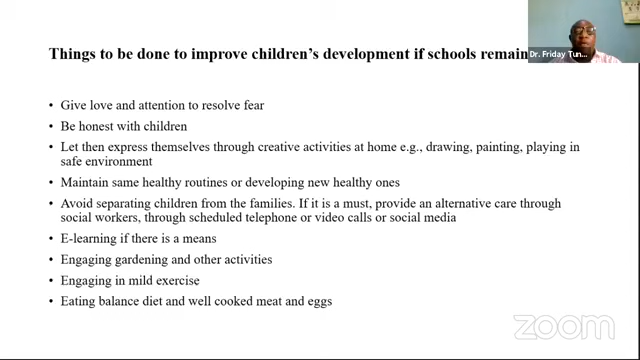 Things to be done to improve children's development if schools remain
Dr. Friday Tun...
• Give love and attention to resolve fear
• Be honest with children
• Let then express themselves through creative activities at home e.g., drawing, painting, playing in
safe environment
• Maintain same healthy routines or developing new healthy ones
• Avoid separating children from the families. If it is a must, provide an alternative care through
social workers, through scheduled telephone or video calls or social media
• E-learning if there is a means
• Engaging gardening and other activities
• Engaging in mild exercise
• Eating balance diet and well cooked meat and eggs
zoom